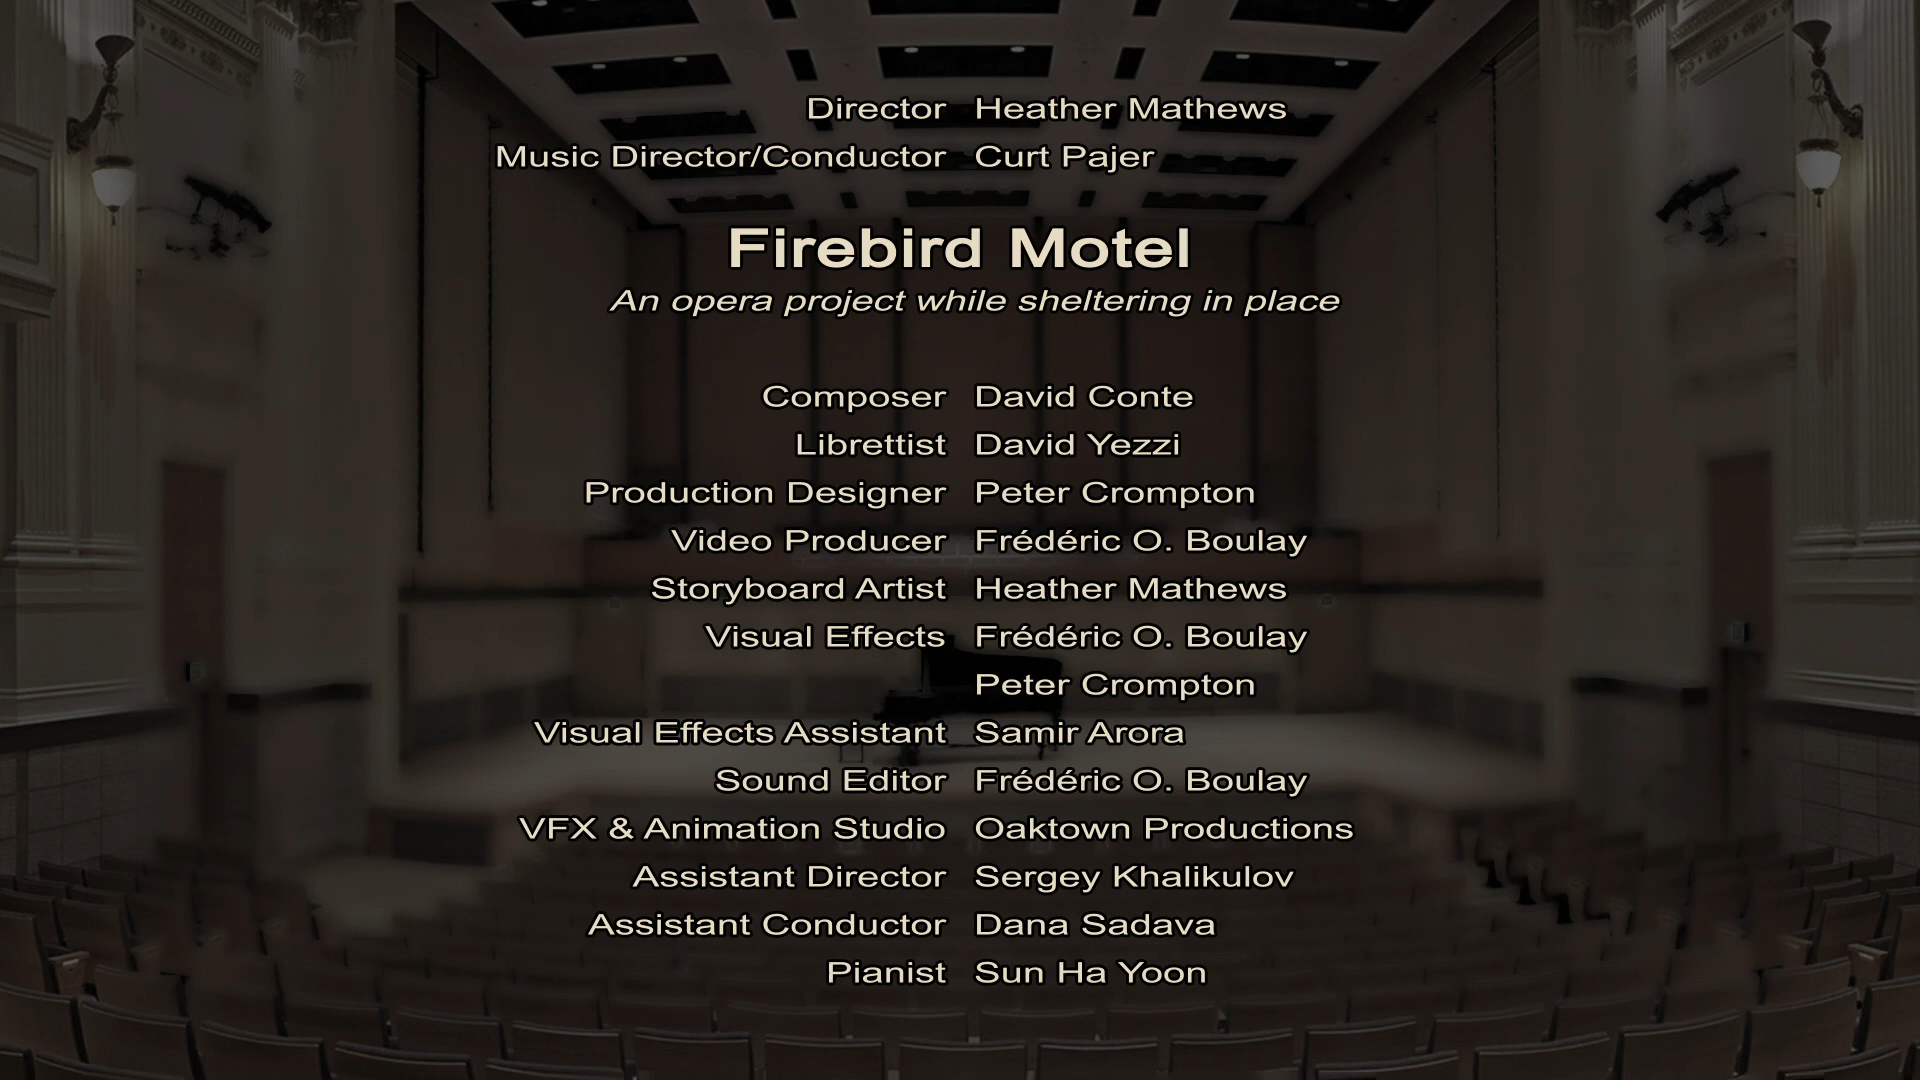 Director Heather Mathews
Music Director/Conductor Curt Pajer
Firebird Motel
An opera project while sheltering in place
Composer David Conte
Librettist David Yezzi
Production Designer Peter Crompton
Video Producer Frédéric O. Boulay
Storyboard Artist Heather Mathews
Visual Effects Frédéric O. Boulay
Peter Crompton
Visual Effects Assistant Samir Arora
Sound Editor Frédéric O. Boulay
VFX & Animation Studio Oaktown Productions
Assistant Director Sergey Khalikulov
Assistant Conductor Dana Sadava
Pianist Sun Ha Yoon